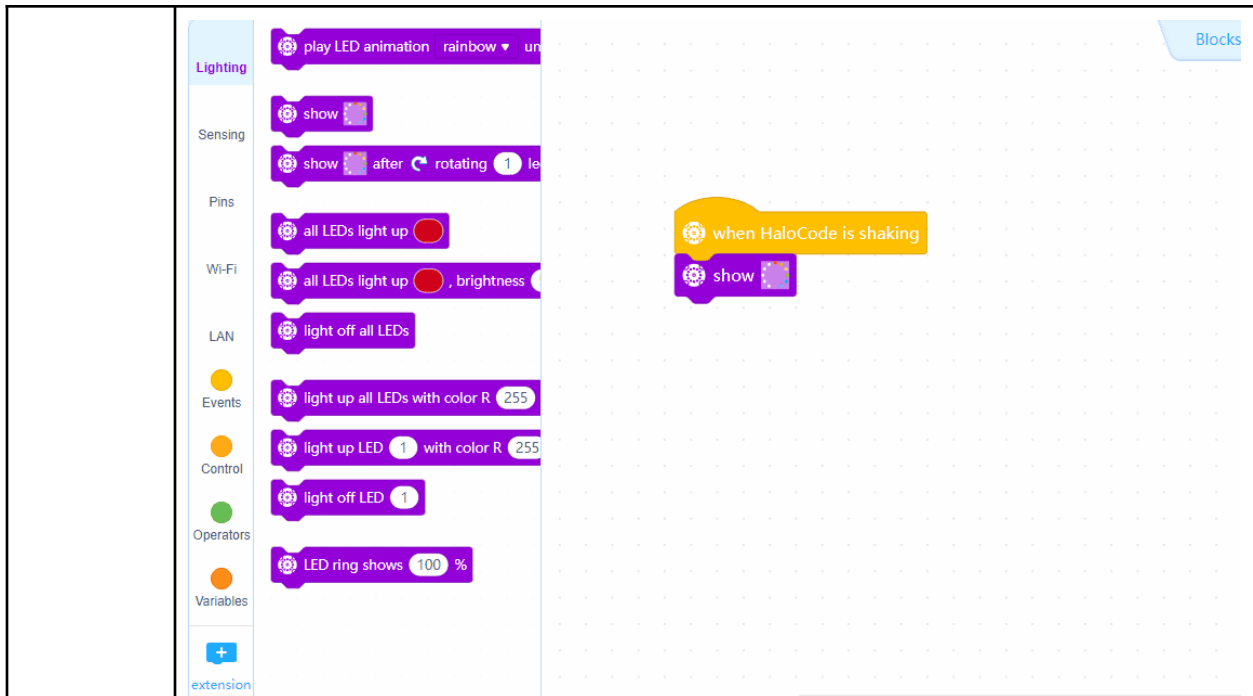 Lighting
Sensing
Pins
Wi-Fi
LAN
Events
Control
Operators
Variables
extension
play LED animation rainbow un
show
show after rotating 1 le
all LEDs light up
all LEDs light up , brightness
light off all LEDs
light up all LEDs with color R 255
light up LED 1 with color R 255
light off LED 1
LED ring shows 100 %
when HaloCode is shaking
show
Blocks